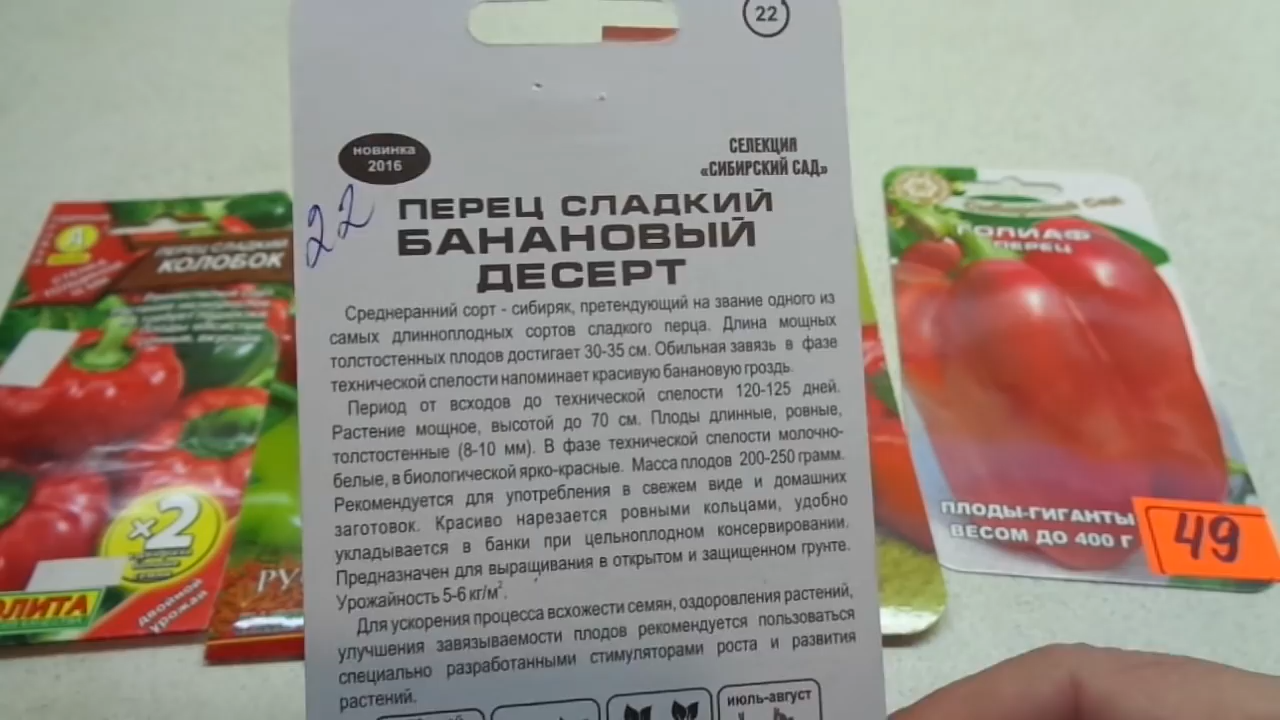 22
новинка
2016
СЕЛЕКЦИЯ
«СИБИРСКИЙ САД»
22
ПЕРЕЦ СЛАДКИЙ
БАНАНОВЫЙ
ДЕСЕРТ
Среднеранний сорт - сибиряк, претендующий на звание одного из
самых длинноплодных сортов сладкого перца. Длина мощных
толстостенных плодов достигает 30-35 см. Обильная завязь в фазе
технической спелости напоминает красивую банановую гроздь.
Период от всходов до технической спелости 120-125 дней.
Растение мощное, высотой до 70 см. Плоды длинные, ровные,
толстостенные (8-10 мм). В фазе технической спелости молочно-
белые, в биологической ярко-красные. Масса плодов 200-250 грамм.
Рекомендуется для употребления в свежем виде и домашних
заготовок. Красиво нарезается ровными кольцами, удобно
укладывается в банки при цельноплодном консервировании.
Предназначен для выращивания в открытом и защищенном грунте.
Урожайность 5-6 кг/м².
Для ускорения процесса всхожести семян, оздоровления растений,
улучшения завязываемости плодов рекомендуется пользоваться
специально разработанными стимуляторами роста и развития
растений.
июль-август
ПЕРЕЦ СЛАДКИЙ
КОЛОБОК
x2
двойной
урожай
ЭЛИТА
РУ
Сибирский Сад
ГОЛИАФ
ПЕРЕЦ
ПЛОДЫ-ГИГАНТЫ
ВЕСОМ ДО 400 Г
49